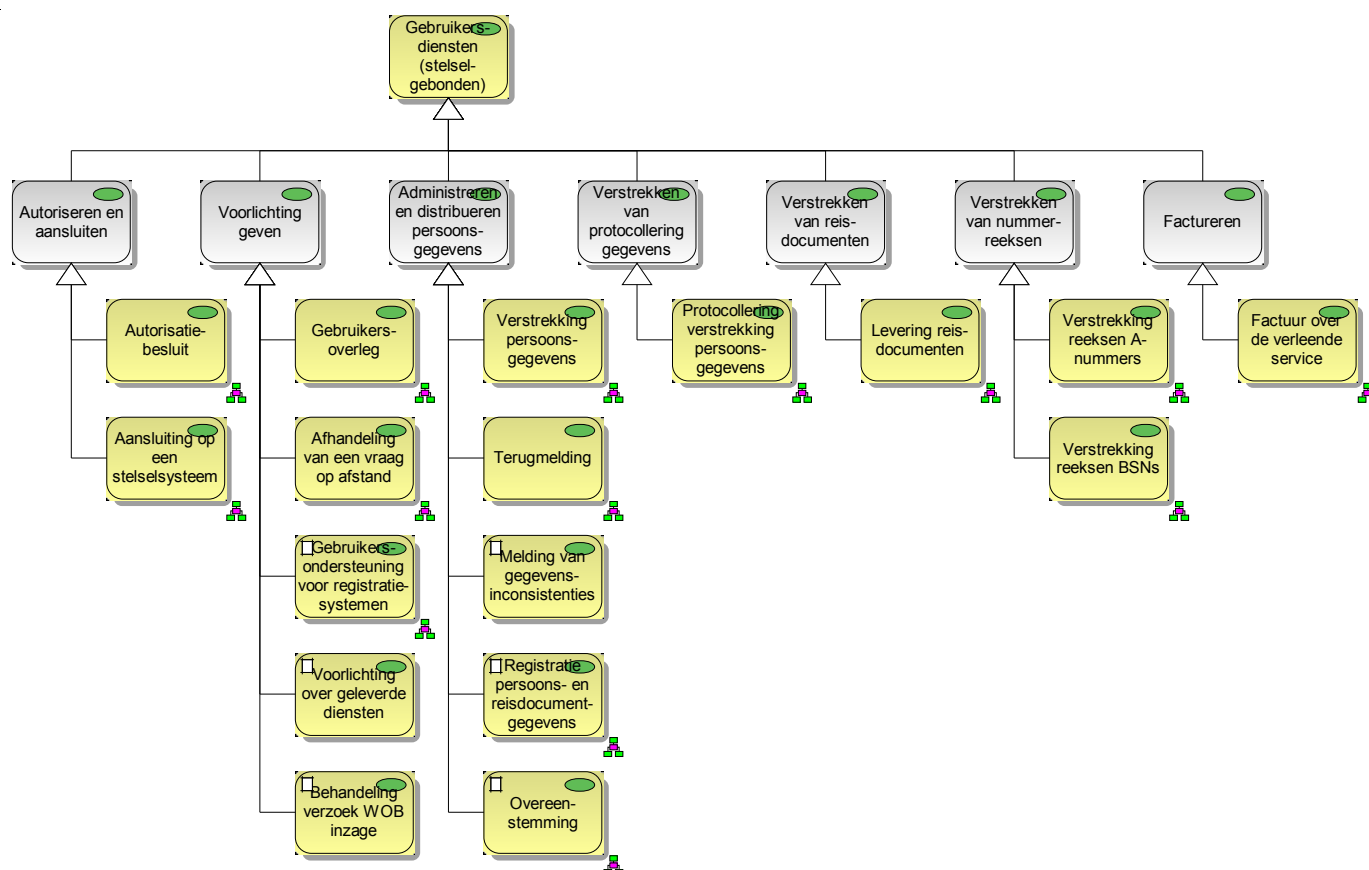 Gebruikers-
diensten
(stelsel-
gebonden)
Autoriseren en
aansluiten
Voorlichting
geven
Administreren
en distribueren
persoons-
gegevens
Verstrekken
van
protocollering
gegevens
Verstrekken
van reis-
documenten
Verstrekken
van nummer-
reeksen
Factureren
Autorisatie-
besluit
Gebruikers-
overleg
Verstrekking
persoons-
gegevens
Protocollering
verstrekking
persoons-
gegevens
Levering reis-
documenten
Verstrekking
reeksen A-
nummers
Factuur over
de verleende
service
Aansluiting op
een
stelselsysteem
Afhandeling
van een vraag
op afstand
Terugmelding
Verstrekking
reeksen BSNs
Gebruikers-
ondersteuning
voor registratie-
systemen
Melding van
gegevens-
inconsistenties
Voorlichting
over geleverde
diensten
Registratie
persoons- en
reisdocument-
gegevens
Behandeling
verzoek WOB
inzage
Overeen-
stemming